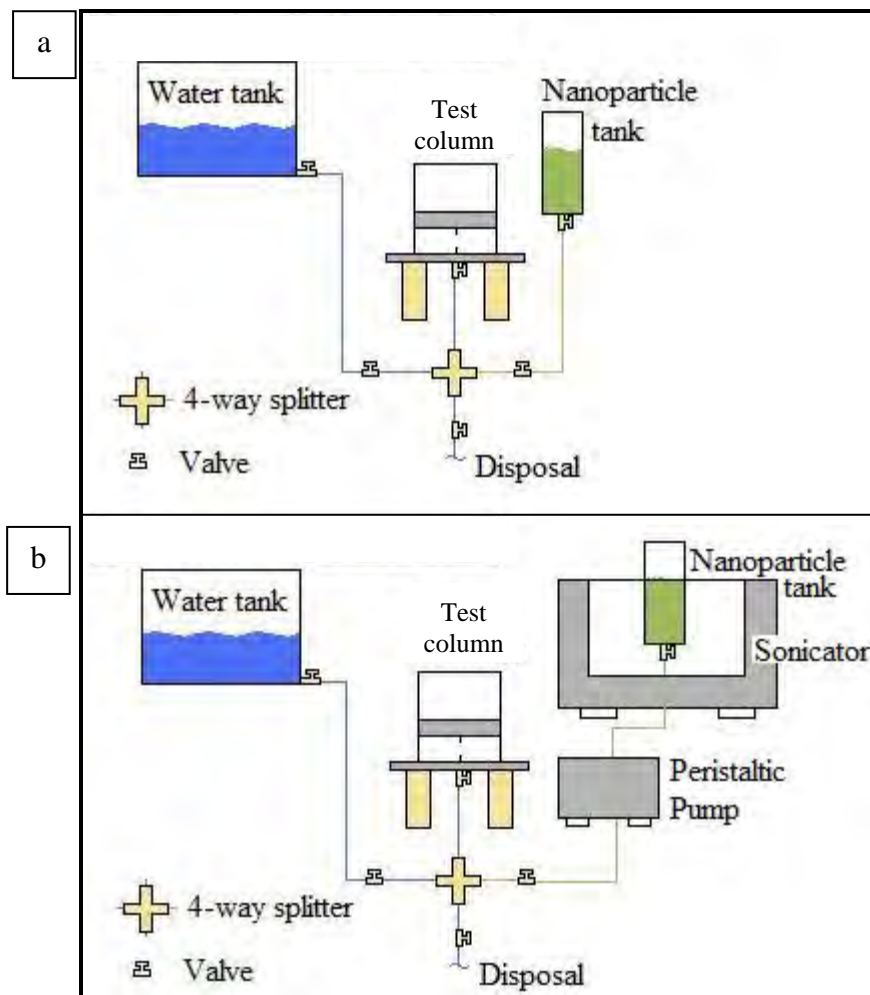 a
Water tank
Test
column
Nanoparticle
tank
4-way splitter
Valve
Disposal
b
Water tank
Test
column
Nanoparticle
tank
Sonicator
Peristaltic
Pump
4-way splitter
Valve
Disposal